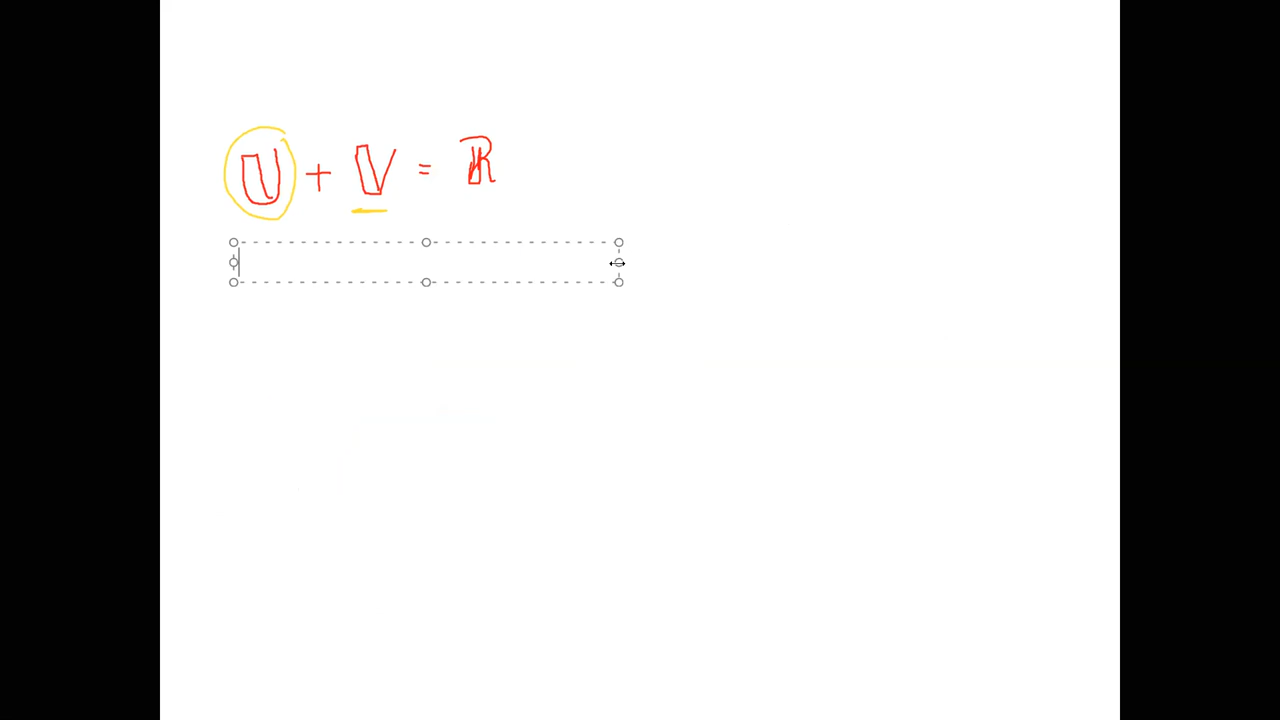 𝕌 + 𝕍 = ℝ